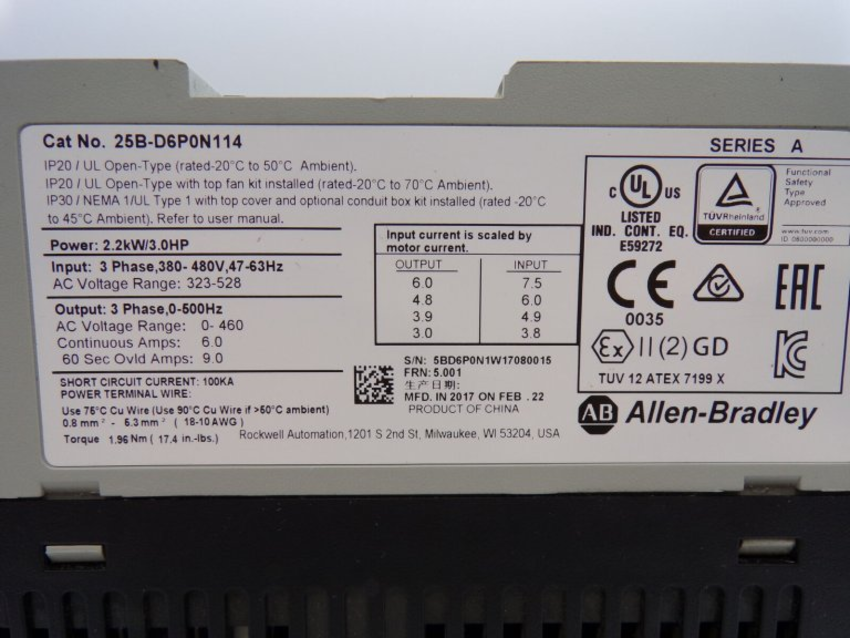 Cat No. 25B-D6P0N114
SERIES A
IP20 / UL Open-Type (rated-20°C to 50°C Ambient).
IP20 / UL Open-Type with top fan kit installed (rated-20°C to 70°C Ambient).
IP30 / NEMA 1/UL Type 1 with top cover and optional conduit box kit installed (rated -20°C
to 45°C Ambient). Refer to user manual.
Power: 2.2kW/3.0HP
Input: 3 Phase,380- 480V,47-63Hz
AC Voltage Range: 323-528
Output: 3 Phase,0-500Hz
AC Voltage Range: 0- 460
Continuous Amps: 6.0
60 Sec Ovld Amps: 9.0
SHORT CIRCUIT CURRENT: 100KA
POWER TERMINAL WIRE:
Use 75°C Cu Wire (Use 90°C Cu Wire if >50°C ambient)
0.8 mm² - 5.3 mm² ( 18-10 AWG )
Torque 1.96 Nm ( 17.4 in.-lbs.)
Input current is scaled by
motor current.
OUTPUT INPUT
6.0 7.5
4.8 6.0
3.9 4.9
3.0 3.8
S/N: 5BD6P0N1W17080015
FRN: 5.001
生产日期:
MFD. IN 2017 ON FEB . 22
PRODUCT OF CHINA
Rockwell Automation,1201 S 2nd St, Milwaukee, WI 53204, USA
C UL US
LISTED
IND. CONT. EQ.
E59272
TÜVRheinland
CERTIFIED
Functional
Safety
Type
Approved
www.tuv.com
CE
0035
EAC
Ex II (2) GD
TUV 12 ATEX 7199 X
AB Allen-Bradley